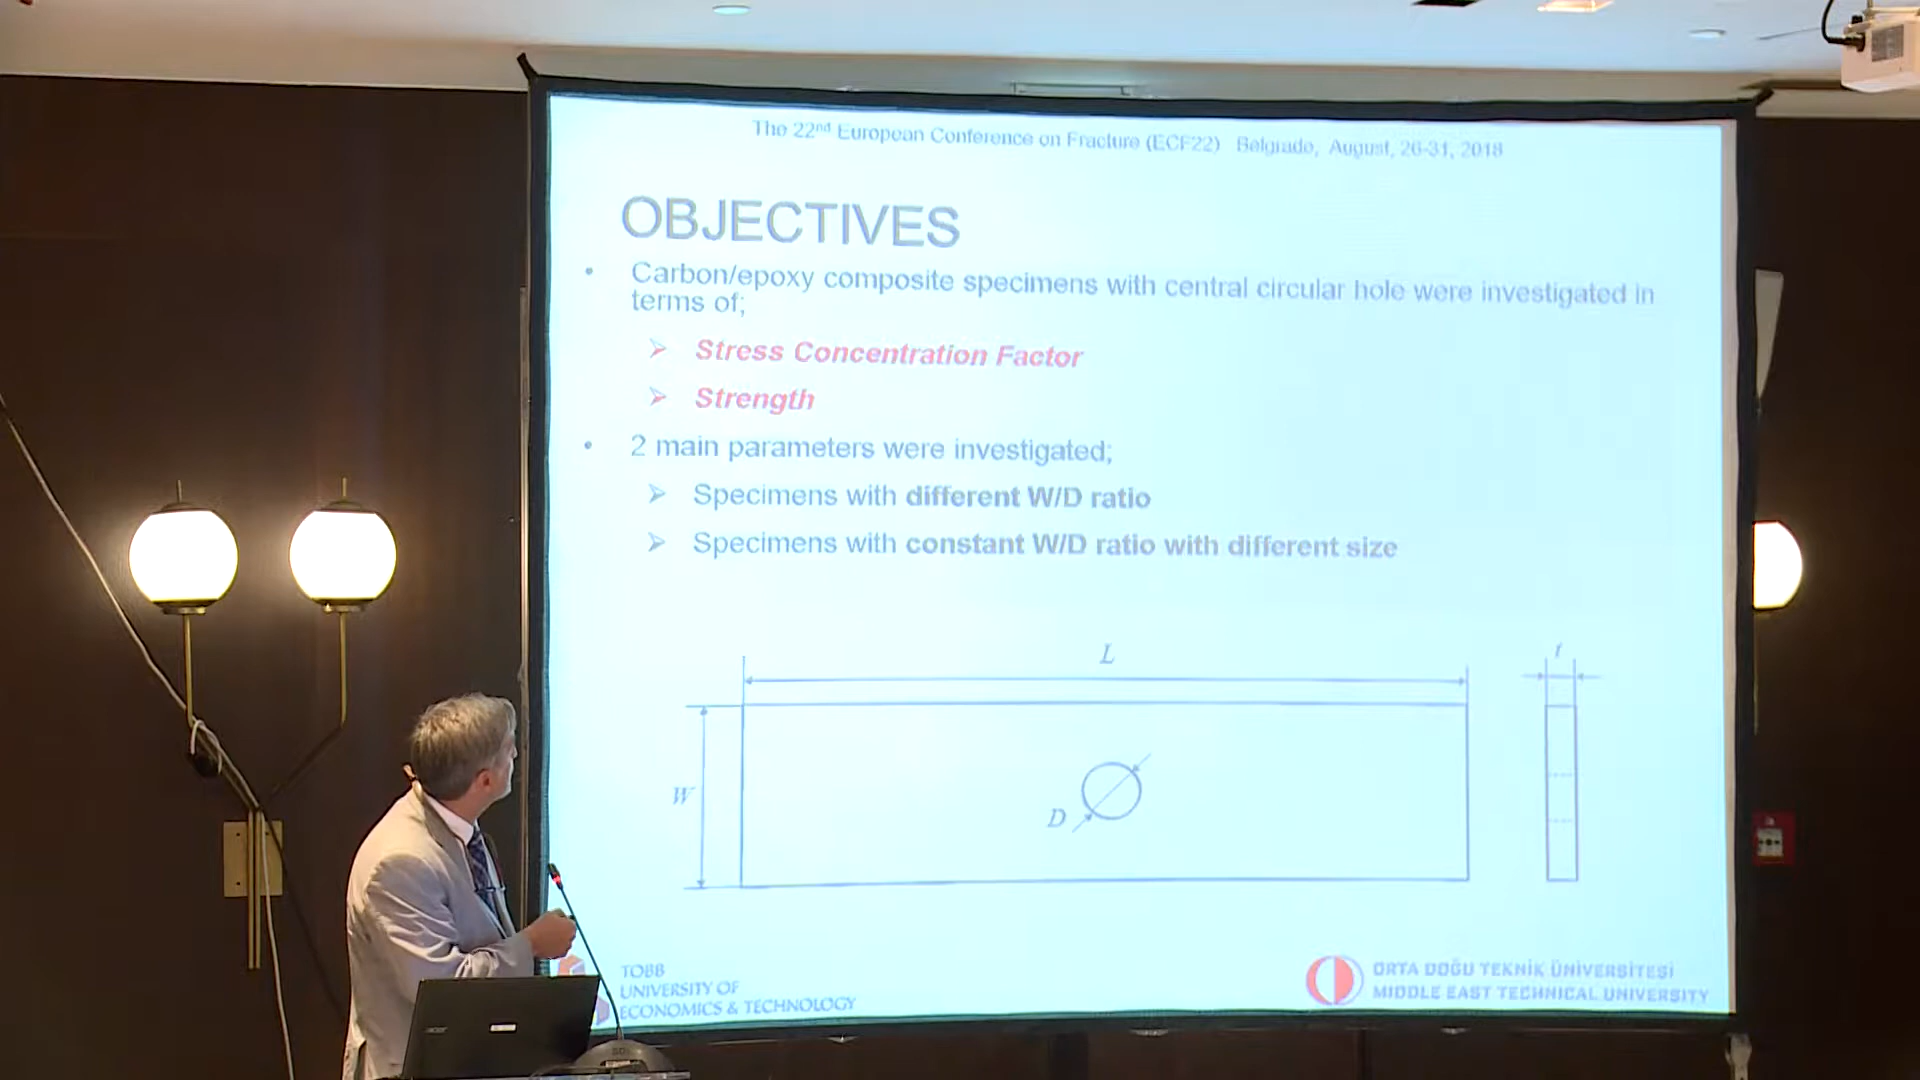 The 22nd European Conference on Fracture (ECF22) Belgrade, August, 26-31, 2018
OBJECTIVES
• Carbon/epoxy composite specimens with central circular hole were investigated in
terms of;
➢ Stress Concentration Factor
➢ Strength
• 2 main parameters were investigated;
➢ Specimens with different W/D ratio
➢ Specimens with constant W/D ratio with different size
L
t
W
D
TOBB
UNIVERSITY OF
ECONOMICS & TECHNOLOGY
ORTA DOĞU TEKNİK ÜNİVERSİTESİ
MIDDLE EAST TECHNICAL UNIVERSITY
acer